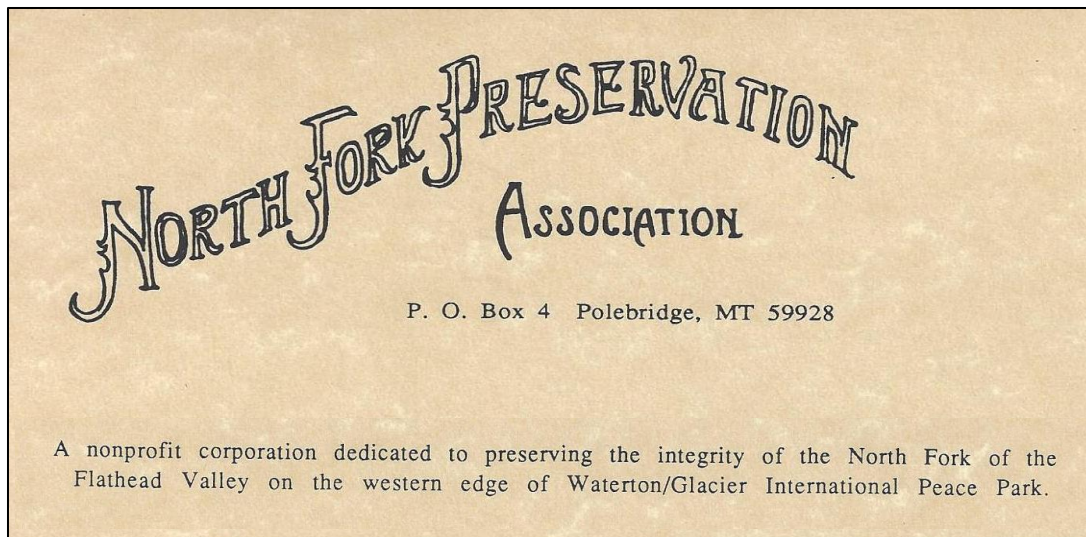 NORTH FORK PRESERVATION
ASSOCIATION
P. O. Box 4 Polebridge, MT 59928
A nonprofit corporation dedicated to preserving the integrity of the North Fork of the
Flathead Valley on the western edge of Waterton/Glacier International Peace Park.